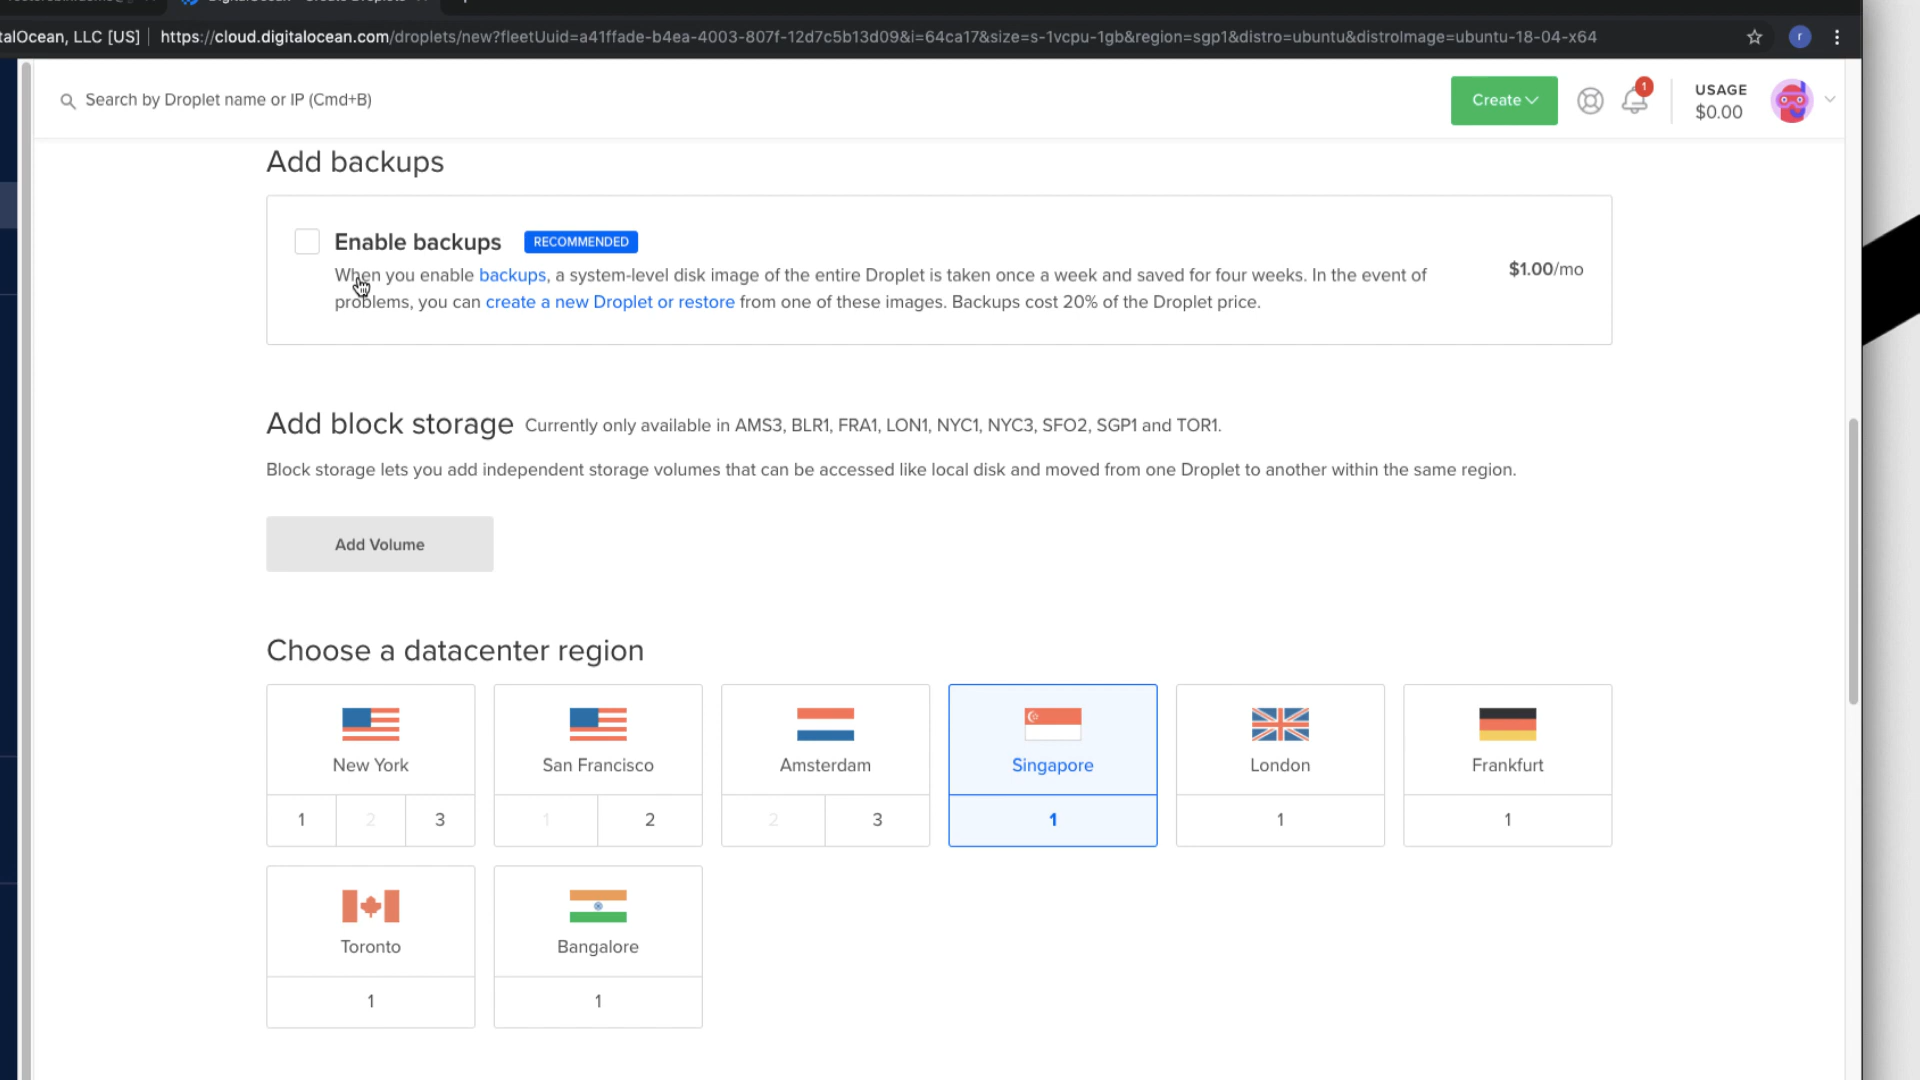 talOcean, LLC [US] https://cloud.digitalocean.com/droplets/new?fleetUuid=a41ffade-b4ea-4003-807f-12d7c5b13d09&i=64ca17&size=s-1vcpu-1gb&region=sgp1&distro=ubuntu&distroImage=ubuntu-18-04-x64
r
Search by Droplet name or IP (Cmd+B)
Create
1
USAGE
$0.00
Add backups
Enable backups RECOMMENDED
When you enable backups, a system-level disk image of the entire Droplet is taken once a week and saved for four weeks. In the event of
problems, you can create a new Droplet or restore from one of these images. Backups cost 20% of the Droplet price.
$1.00/mo
Add block storage Currently only available in AMS3, BLR1, FRA1, LON1, NYC1, NYC3, SFO2, SGP1 and TOR1.
Block storage lets you add independent storage volumes that can be accessed like local disk and moved from one Droplet to another within the same region.
Add Volume
Choose a datacenter region
New York San Francisco Amsterdam Singapore London Frankfurt
1 2 3 1 2 2 3 1 1 1
Toronto Bangalore
1 1